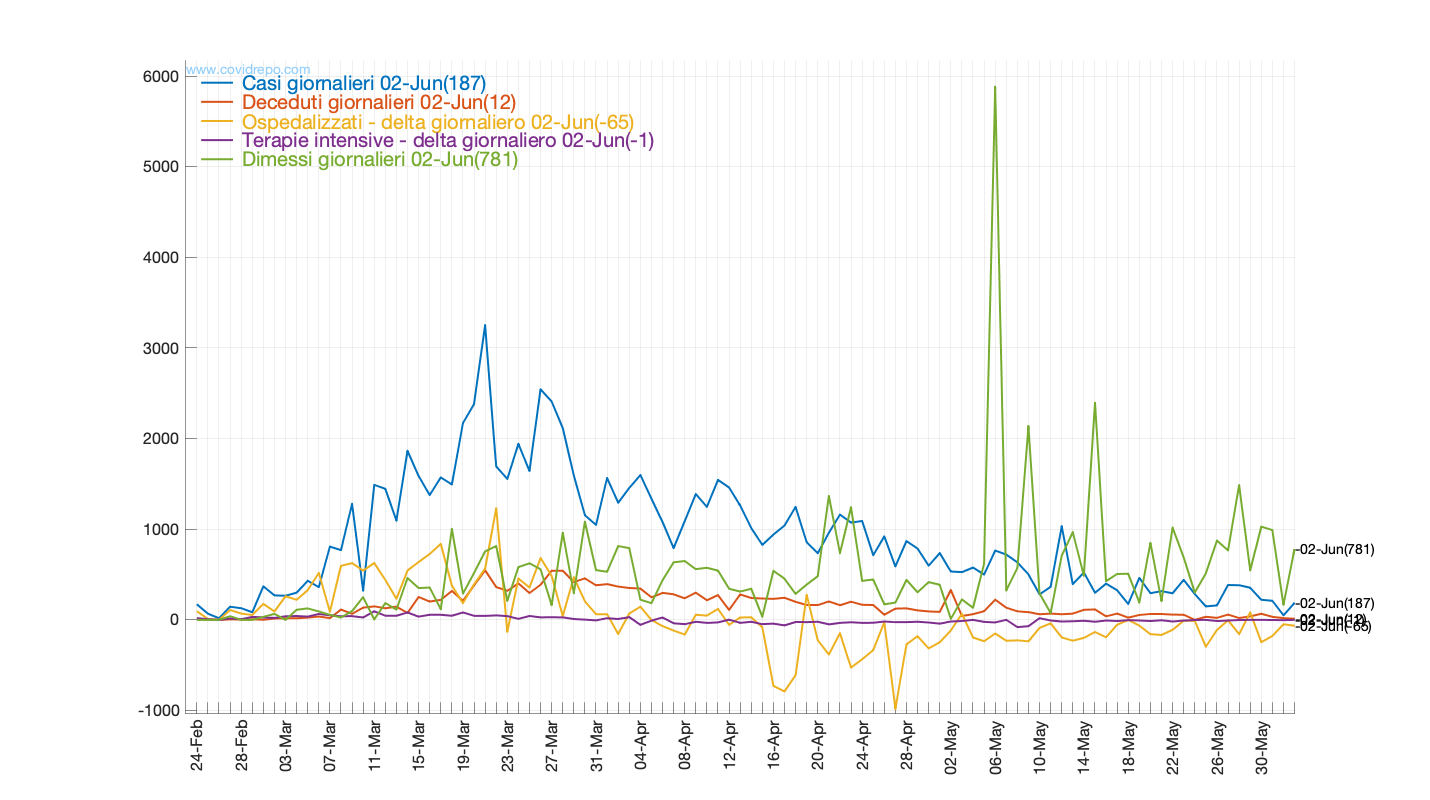 www.covidrepo.com
Casi giornalieri 02-Jun(187)
Deceduti giornalieri 02-Jun(12)
Ospedalizzati - delta giornaliero 02-Jun(-65)
Terapie intensive - delta giornaliero 02-Jun(-1)
Dimessi giornalieri 02-Jun(781)
6000
5000
4000
3000
2000
1000
0
-1000
-02-Jun(781)
-02-Jun(187)
-02-Jun(12)
-02-Jun(-65)
24-Feb
28-Feb
03-Mar
07-Mar
11-Mar
15-Mar
19-Mar
23-Mar
27-Mar
31-Mar
04-Apr
08-Apr
12-Apr
16-Apr
20-Apr
24-Apr
28-Apr
02-May
06-May
10-May
14-May
18-May
22-May
26-May
30-May